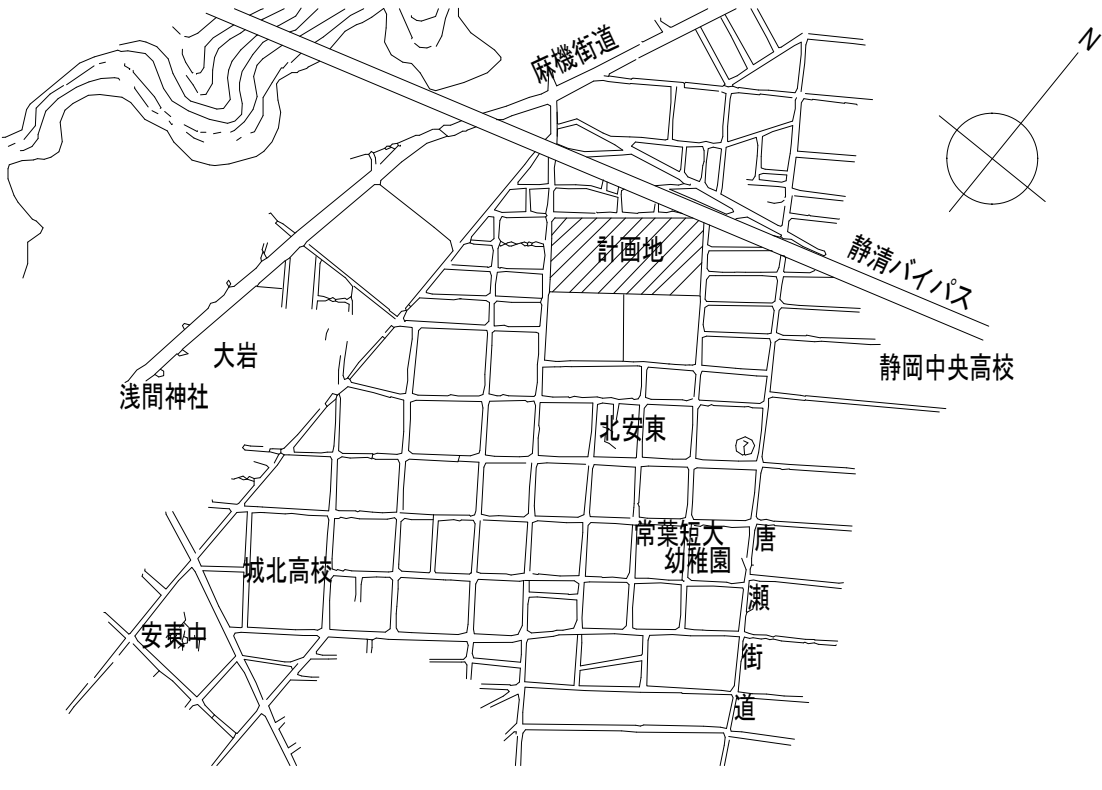 N
麻機街道
計画地
静清バイパス
大岩
静岡中央高校
浅間神社
北安東
常葉短大
幼稚園
唐瀬街道
城北高校
安東中